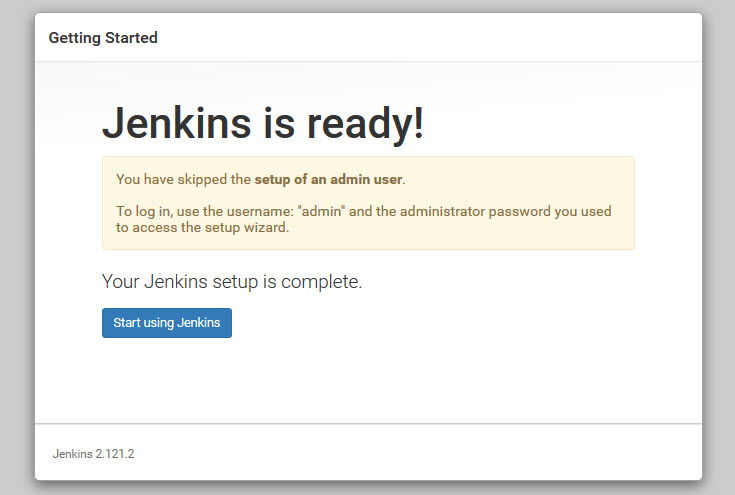 Getting Started
Jenkins is ready!
You have skipped the setup of an admin user.
To log in, use the username: "admin" and the administrator password you used
to access the setup wizard.
Your Jenkins setup is complete.
Start using Jenkins
Jenkins 2.121.2